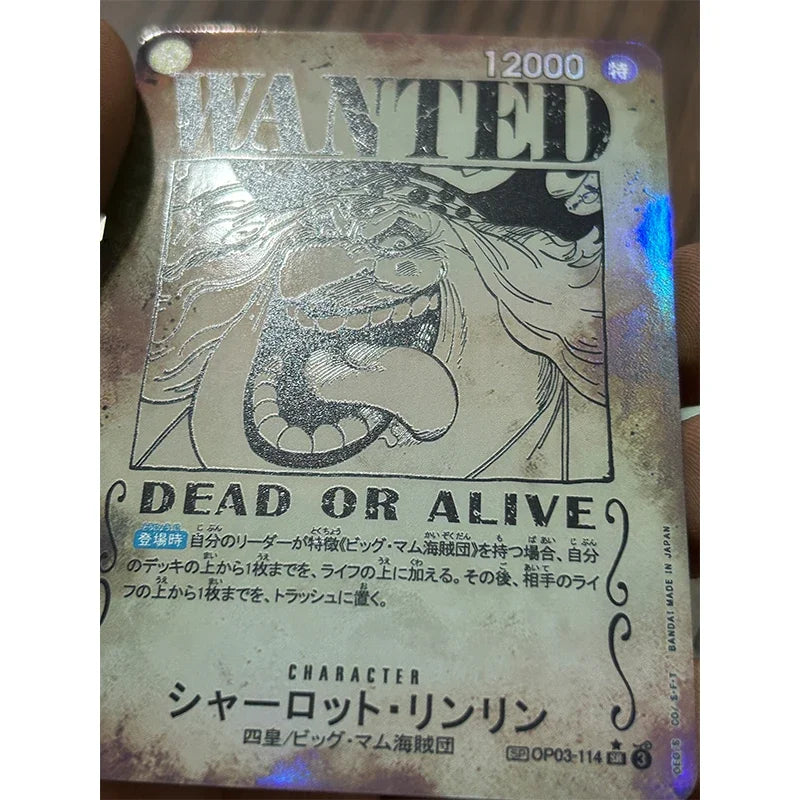 12000 特
WANTED
DEAD OR ALIVE
登場時 自分のリーダーが特徴《ビッグ・マム海賊団》を持つ場合、自分
のデッキの上から1枚までを、ライフの上に加える。その後、相手のライ
フの上から1枚までを、トラッシュに置く。
CHARACTER
シャーロット・リンリン
四皇/ビッグ・マム海賊団
SP OP03-114 SR 3
BANDAI MADE IN JAPAN